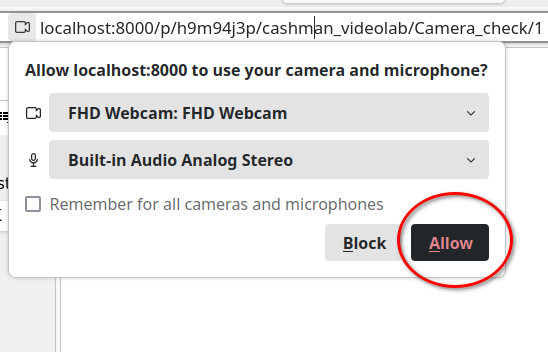 localhost:8000/p/h9m94j3p/cashman_videolab/Camera_check/1
Allow localhost:8000 to use your camera and microphone?
FHD Webcam: FHD Webcam
Built-in Audio Analog Stereo
Remember for all cameras and microphones
Block Allow